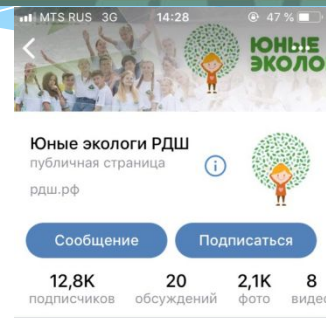 MTS RUS 3G 14:28 47 %
ЮНЫЕ
ЭКОЛО
Юные экологи РДШ
публичная страница
рдш.рф
Сообщение Подписаться
12,8K 20 2,1K 8
подписчиков обсуждений фото видео